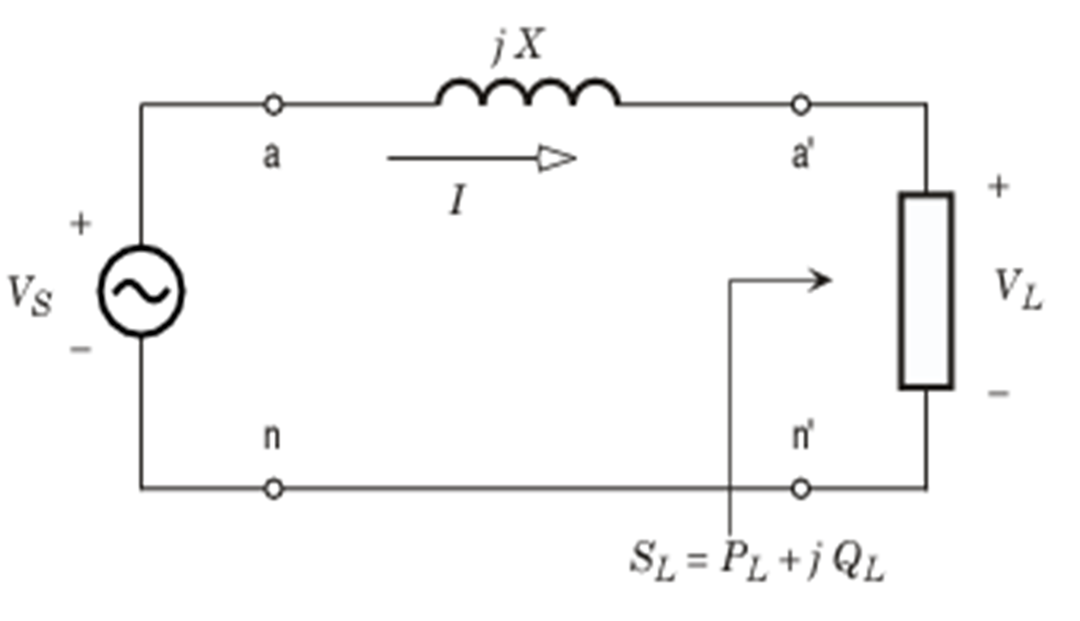 j X
a
a'
I
+
V_S
−
+
V_L
−
n
n'
S_L = P_L + j Q_L